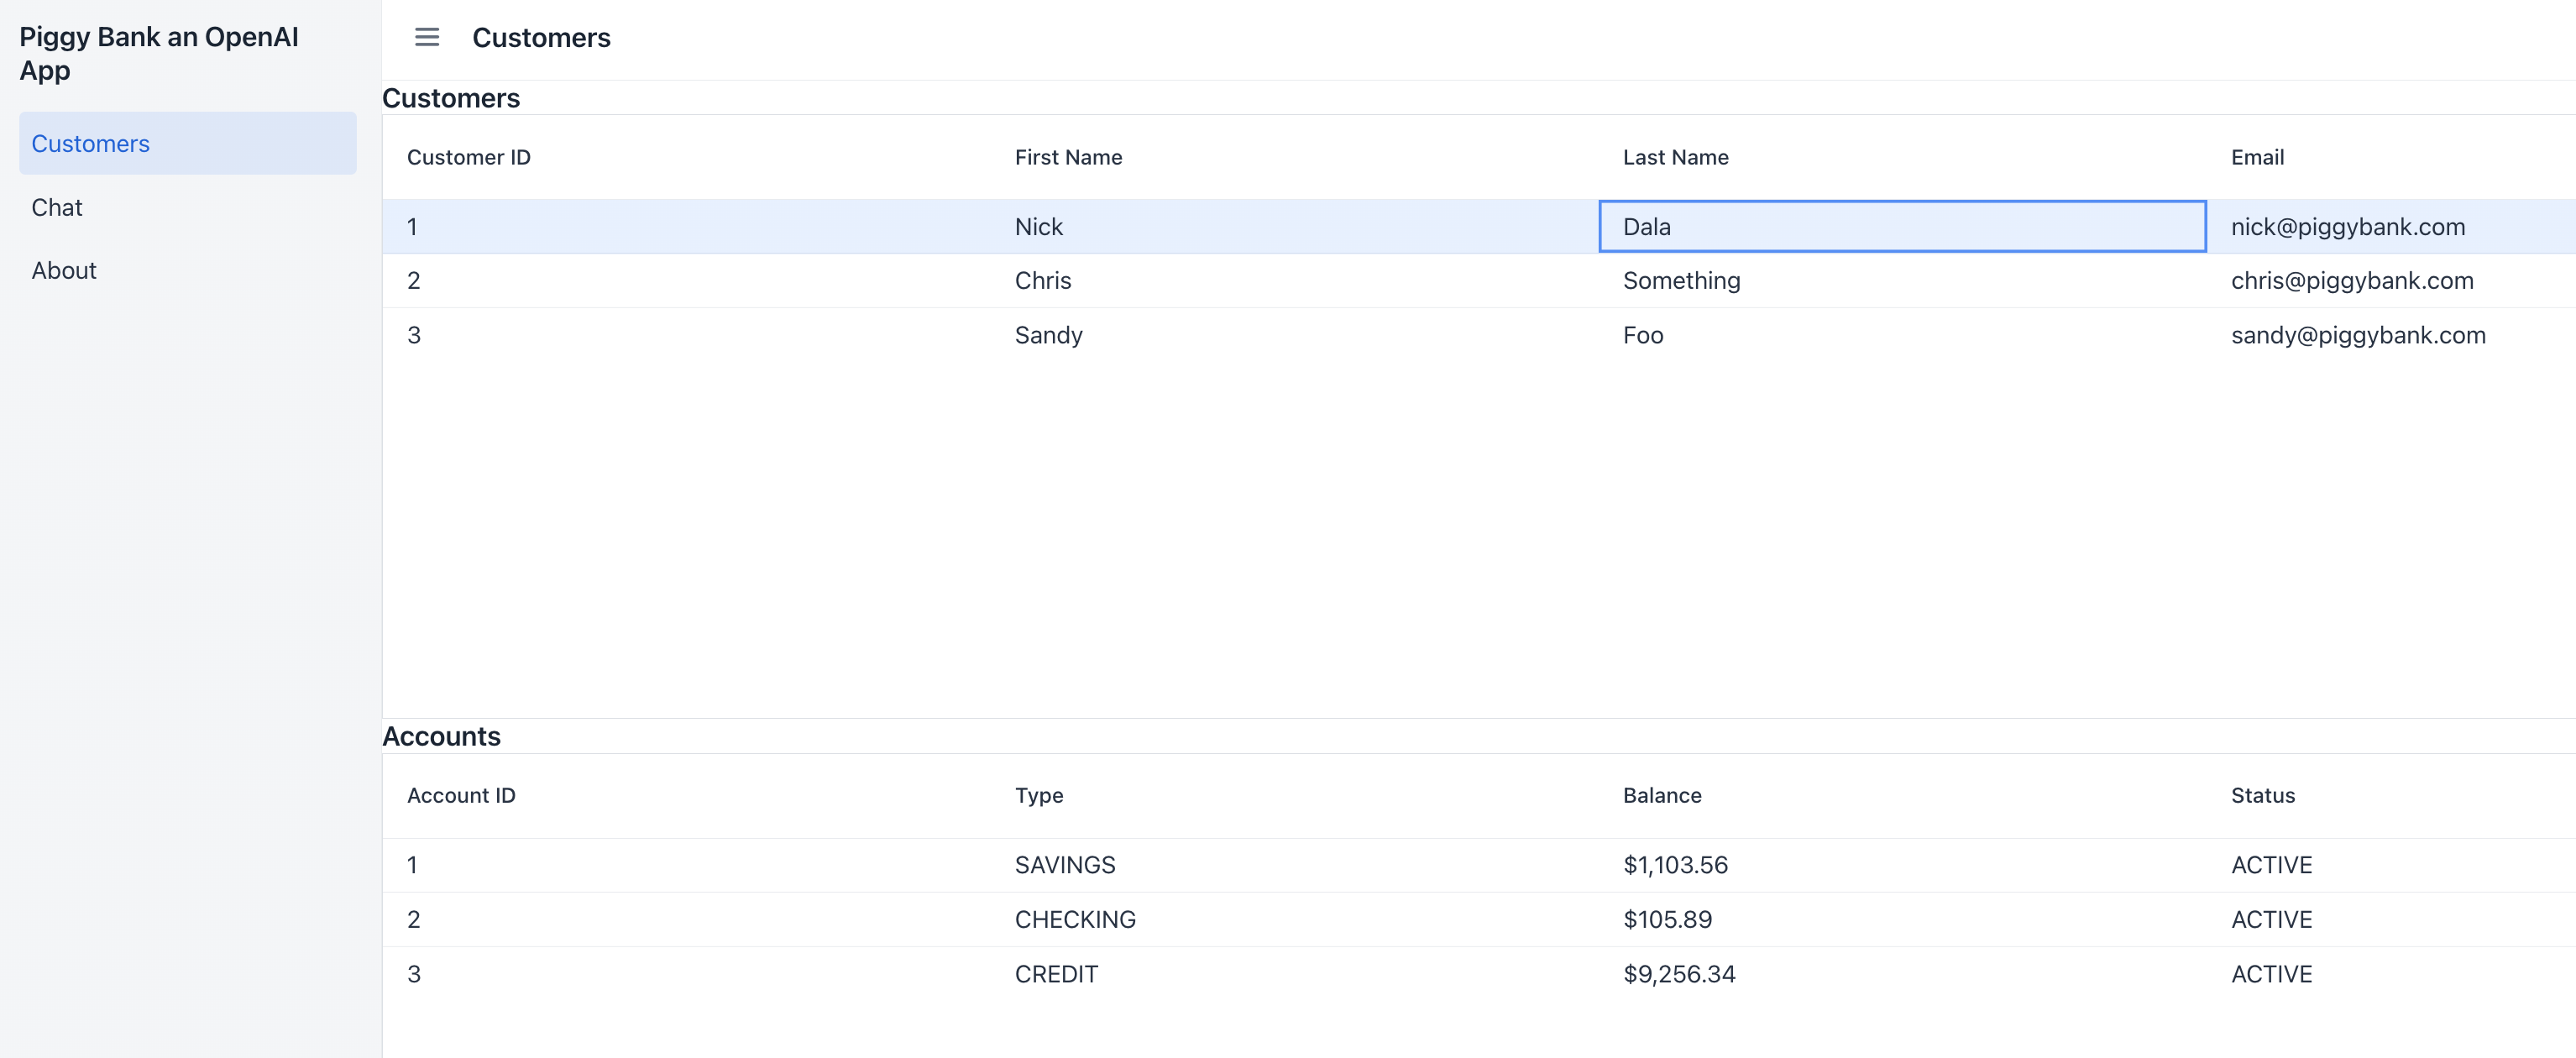 Piggy Bank an OpenAI
App
Customers
Chat
About
Customers
Customers
Customer ID First Name Last Name Email
1 Nick Dala nick@piggybank.com
2 Chris Something chris@piggybank.com
3 Sandy Foo sandy@piggybank.com
Accounts
Account ID Type Balance Status
1 SAVINGS $1,103.56 ACTIVE
2 CHECKING $105.89 ACTIVE
3 CREDIT $9,256.34 ACTIVE